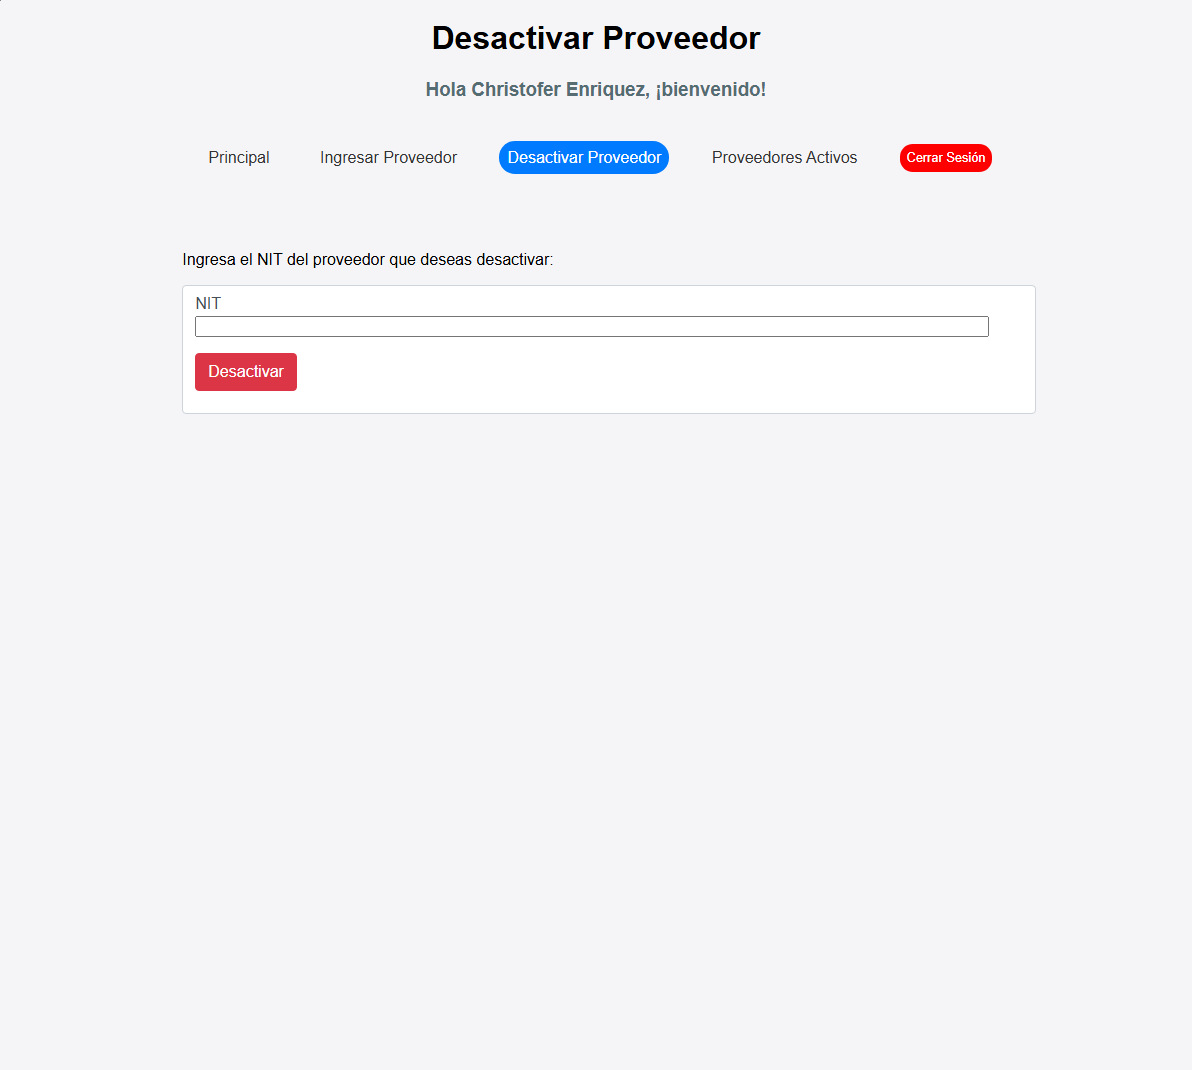 Desactivar Proveedor
Hola Christofer Enriquez, ¡bienvenido!
Principal Ingresar Proveedor Desactivar Proveedor Proveedores Activos Cerrar Sesión
Ingresa el NIT del proveedor que deseas desactivar:
NIT
Desactivar